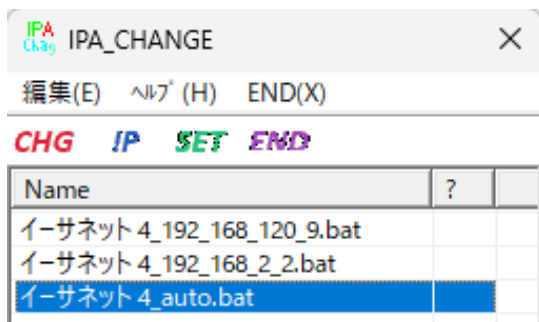 IPA
Chag IPA_CHANGE
編集(E) ﾍﾙﾌﾟ(H) END(X)
CHG IP SET END
Name ?
イーサネット 4_192_168_120_9.bat
イーサネット 4_192_168_2_2.bat
イーサネット 4_auto.bat